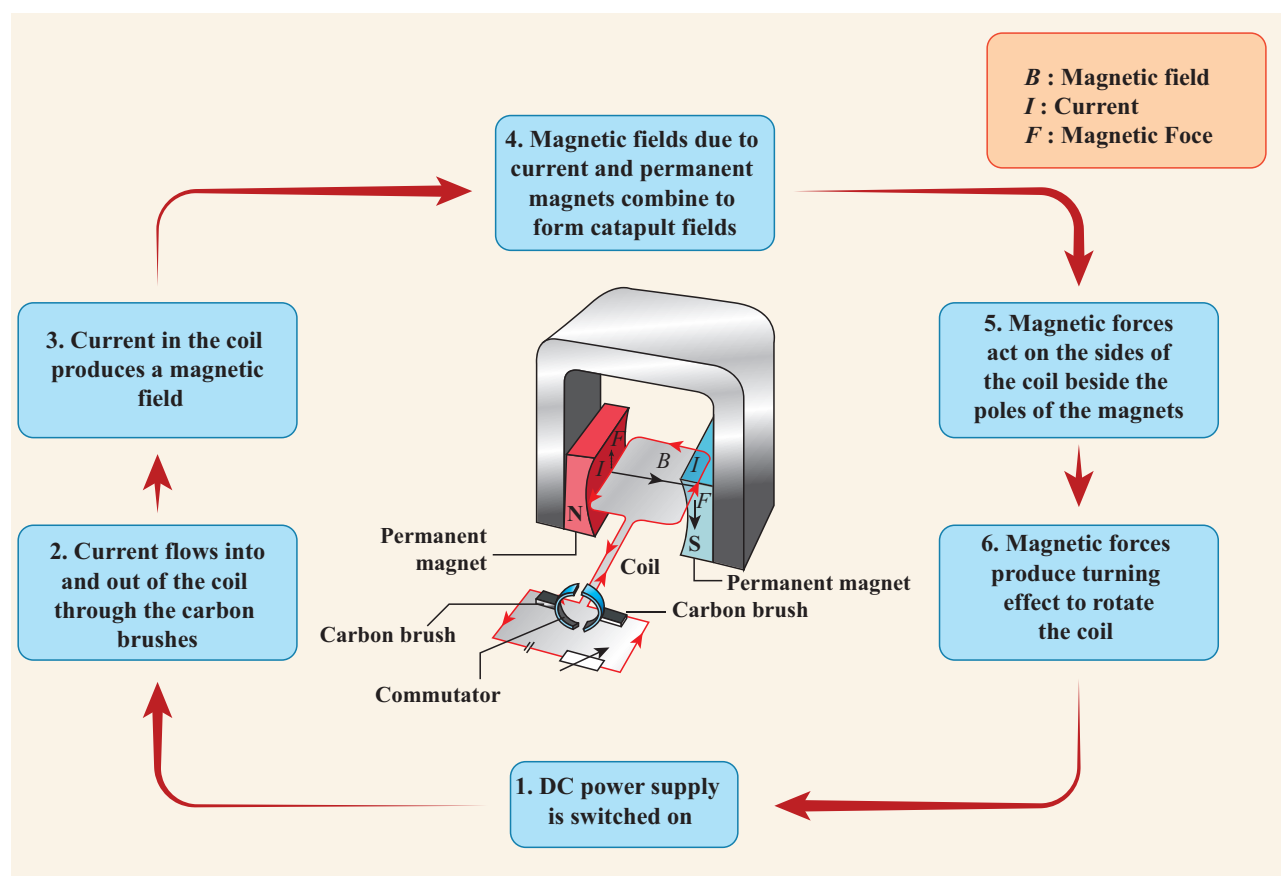 B : Magnetic field
I : Current
F : Magnetic Foce
4. Magnetic fields due to
current and permanent
magnets combine to
form catapult fields
3. Current in the coil
produces a magnetic
field
5. Magnetic forces
act on the sides of
the coil beside the
poles of the magnets
2. Current flows into
and out of the coil
through the carbon
brushes
6. Magnetic forces
produce turning
effect to rotate
the coil
1. DC power supply
is switched on
F
I
B
I
F
N
S
Permanent
magnet
Coil
Permanent magnet
Carbon brush
Carbon brush
Commutator